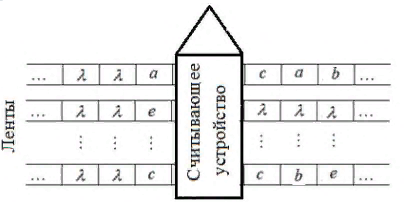 Ленты
Считывающее
устройство
... λ λ a c a b ...
... λ λ e λ λ λ ...
⋮ ⋮ ⋮ ⋮ ⋮ ⋮
... λ λ c c b e ...